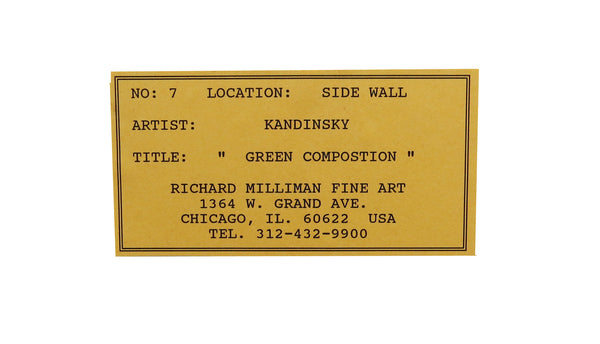 NO: 7 LOCATION: SIDE WALL
ARTIST: KANDINSKY
TITLE: " GREEN COMPOSTION "
RICHARD MILLIMAN FINE ART
1364 W. GRAND AVE.
CHICAGO, IL. 60622 USA
TEL. 312-432-9900